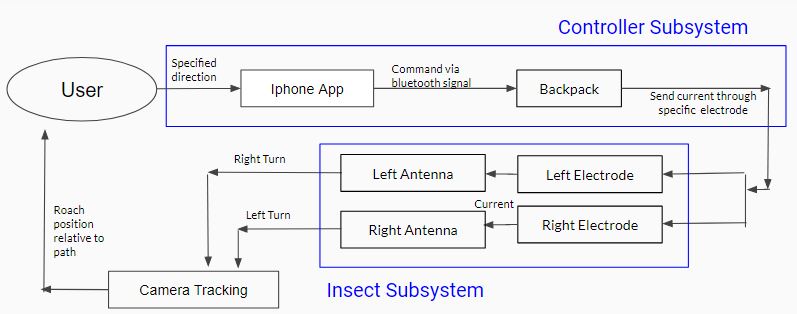 Controller Subsystem
Specified
direction
User
Iphone App
Command via
bluetooth signal
Backpack
Send current through
specific electrode
Right Turn
Left Antenna
Left Electrode
Current
Left Turn
Right Antenna
Right Electrode
Roach
position
relative to
path
Camera Tracking
Insect Subsystem